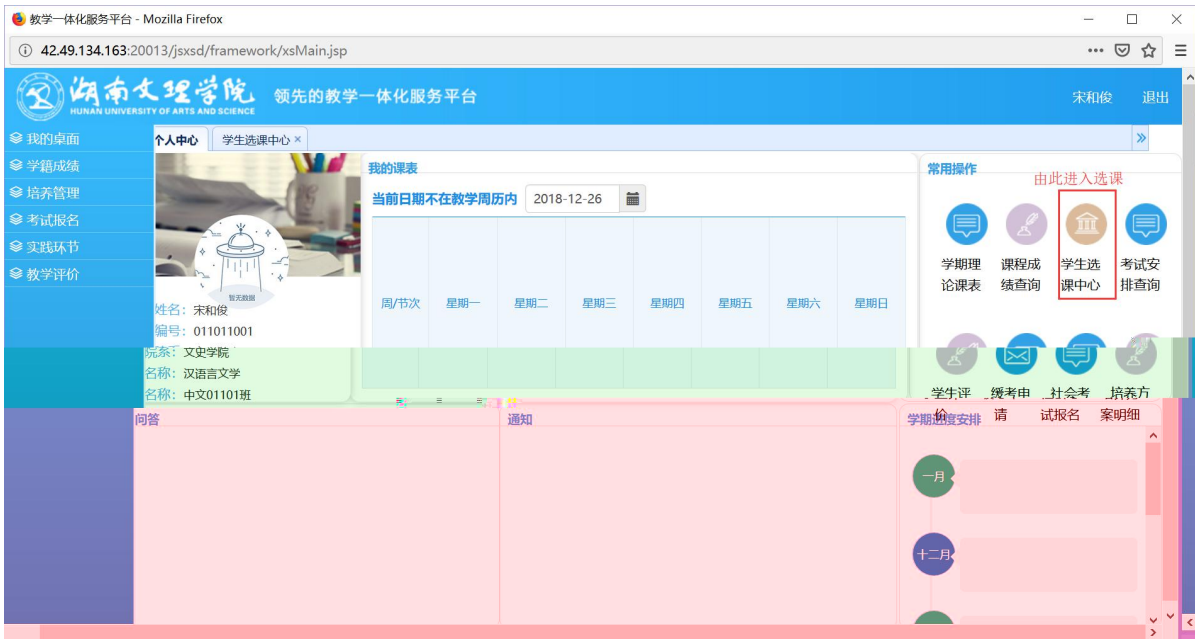 教学一体化服务平台 - Mozilla Firefox
42.49.134.163:20013/jsxsd/framework/xsMain.jsp
湖南文理学院
HUNAN UNIVERSITY OF ARTS AND SCIENCE
领先的教学一体化服务平台
宋和俊 退出
我的桌面
学籍成绩
培养管理
考试报名
实践环节
教学评价
个人中心 学生选课中心 ×
暂无数据
姓名：宋和俊
编号：011011001
院系：文史学院
名称：汉语言文学
名称：中文01101班
我的课表
当前日期不在教学周历内 2018-12-26
周/节次 星期一 星期二 星期三 星期四 星期五 星期六 星期日
常用操作
由此进入选课
学期理论课表
课程成绩查询
学生选课中心
考试安排查询
学生评价
缓考申请
社会考试报名
培养方案明细
问答
通知
学期进度安排
一月
十二月